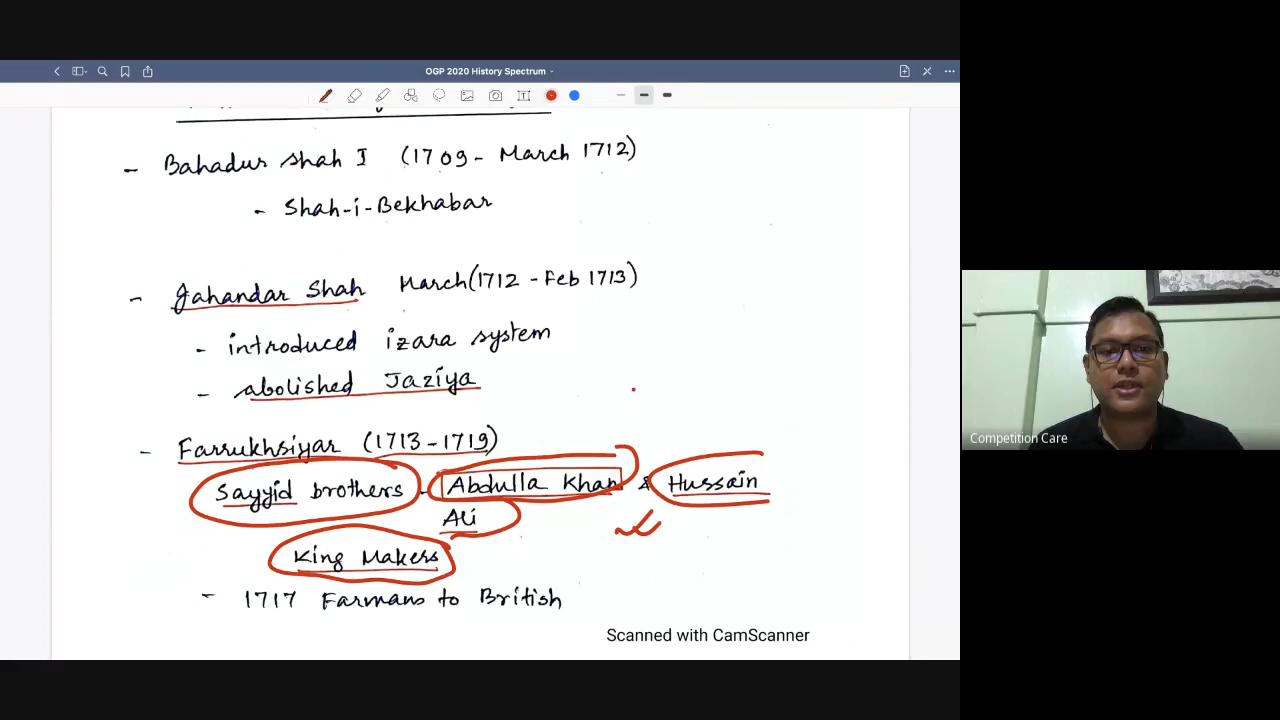 OGP 2020 History Spectrum
- Bahadur Shah I (1709 - March 1712)
- Shah-i-Bekhabar
- Jahandar Shah March(1712 - Feb 1713)
- introduced izara system
- abolished Jaziya
- Farrukhsiyar (1713 - 1719)
Sayyid brothers - Abdulla Khan & Hussain
Ali
King Makers
- 1717 Farmans to British
Scanned with CamScanner
Competition Care